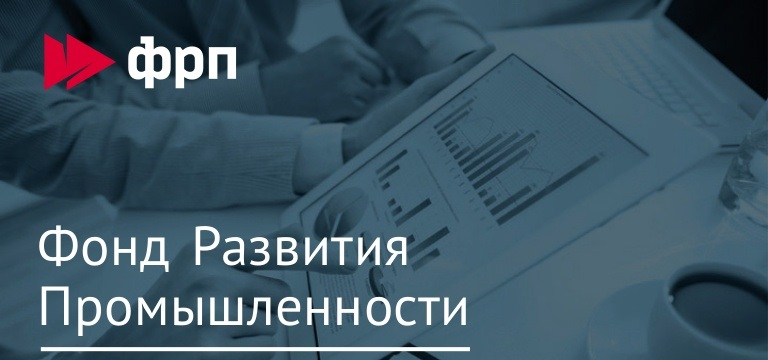 фрп
Фонд Развития
Промышленности